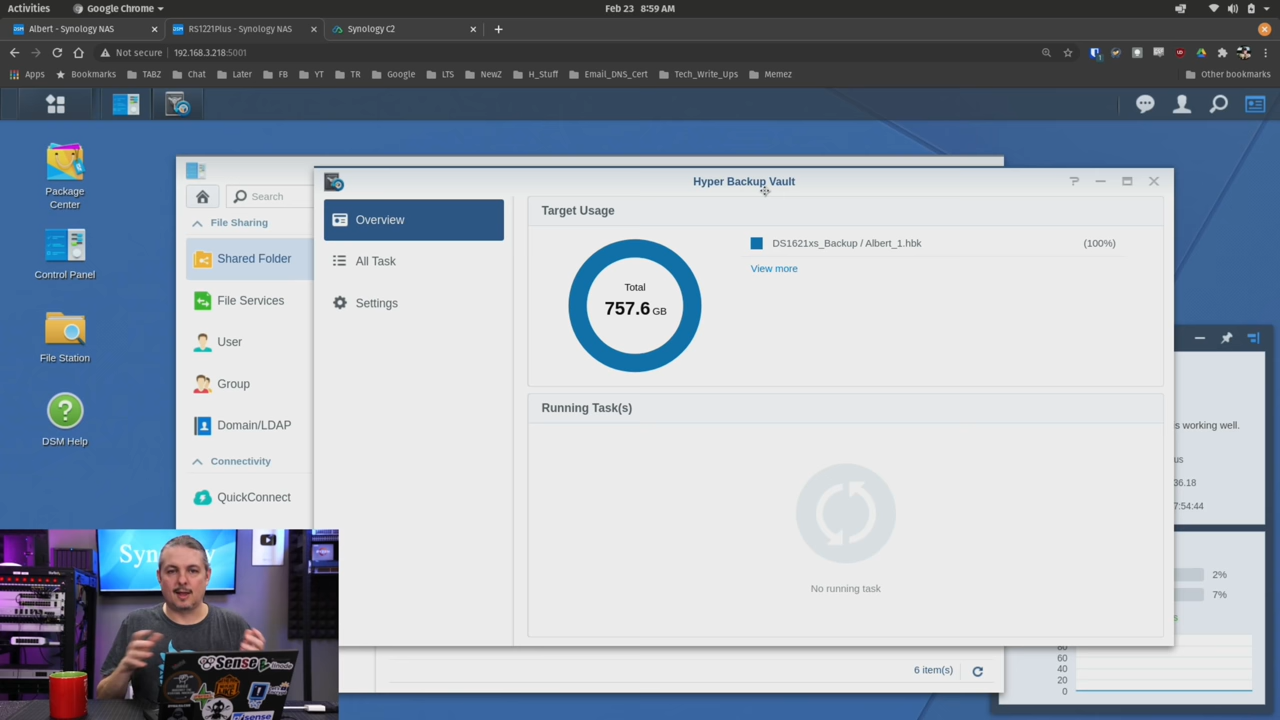 Activities
Google Chrome
Feb 23 8:59 AM
Albert - Synology NAS
RS1221Plus - Synology NAS
Synology C2
Not secure
192.168.3.218:5001
Apps
Bookmarks
TABZ
Chat
Later
FB
YT
TR
Google
LTS
NewZ
H_Stuff
Email_DNS_Cert
Tech_Write_Ups
Memez
Other bookmarks
Package
Center
Control Panel
File Station
DSM Help
Search
File Sharing
Shared Folder
File Services
User
Group
Domain/LDAP
Connectivity
QuickConnect
Hyper Backup Vault
Overview
All Task
Settings
Target Usage
Total
757.6 GB
DS1621xs_Backup / Albert_1.hbk
(100%)
View more
Running Task(s)
No running task
6 item(s)
s working well.
us
36.18
7:54:44
2%
7%
80
60
40
20
0